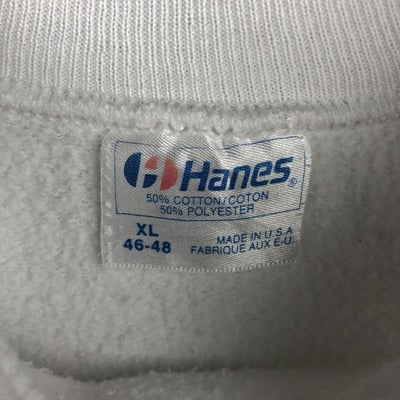 Hanes®
50% COTTON/COTON
50% POLYESTER
XL
46-48
MADE IN U.S.A
FABRIQUE AUX E.-U.